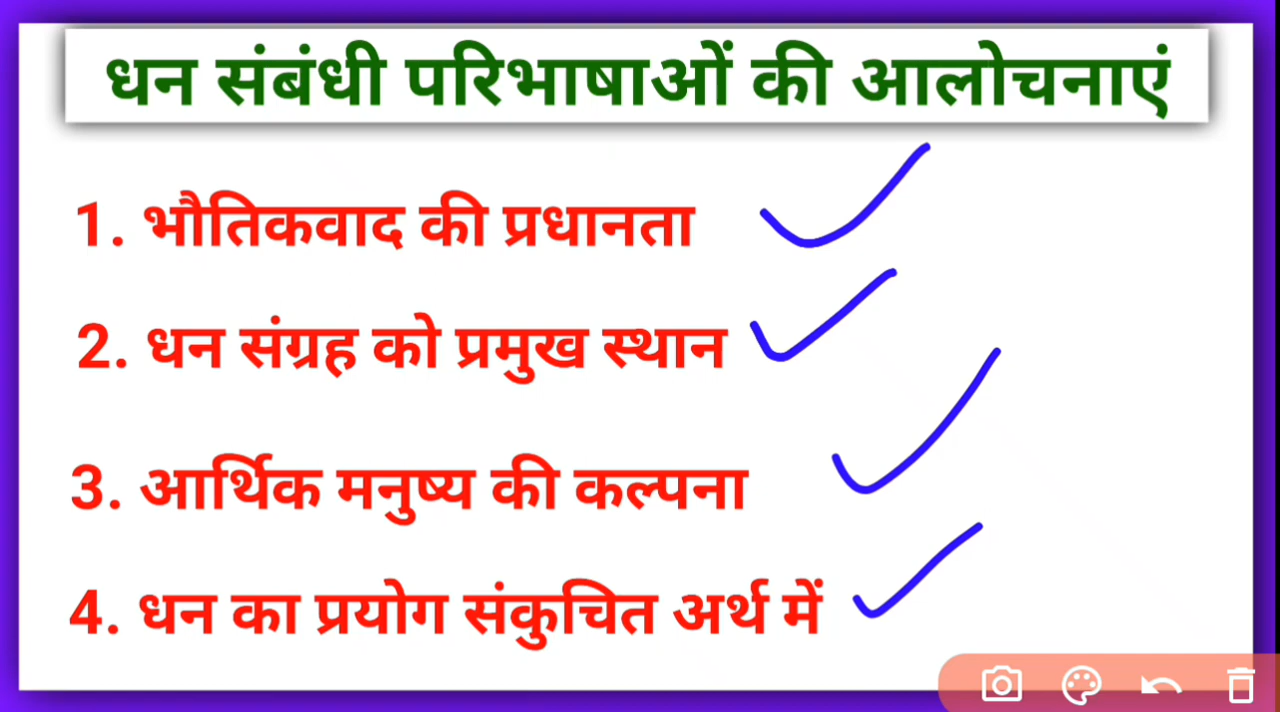 धन संबंधी परिभाषाओं की आलोचनाएं
1. भौतिकवाद की प्रधानता
2. धन संग्रह को प्रमुख स्थान
3. आर्थिक मनुष्य की कल्पना
4. धन का प्रयोग संकुचित अर्थ में